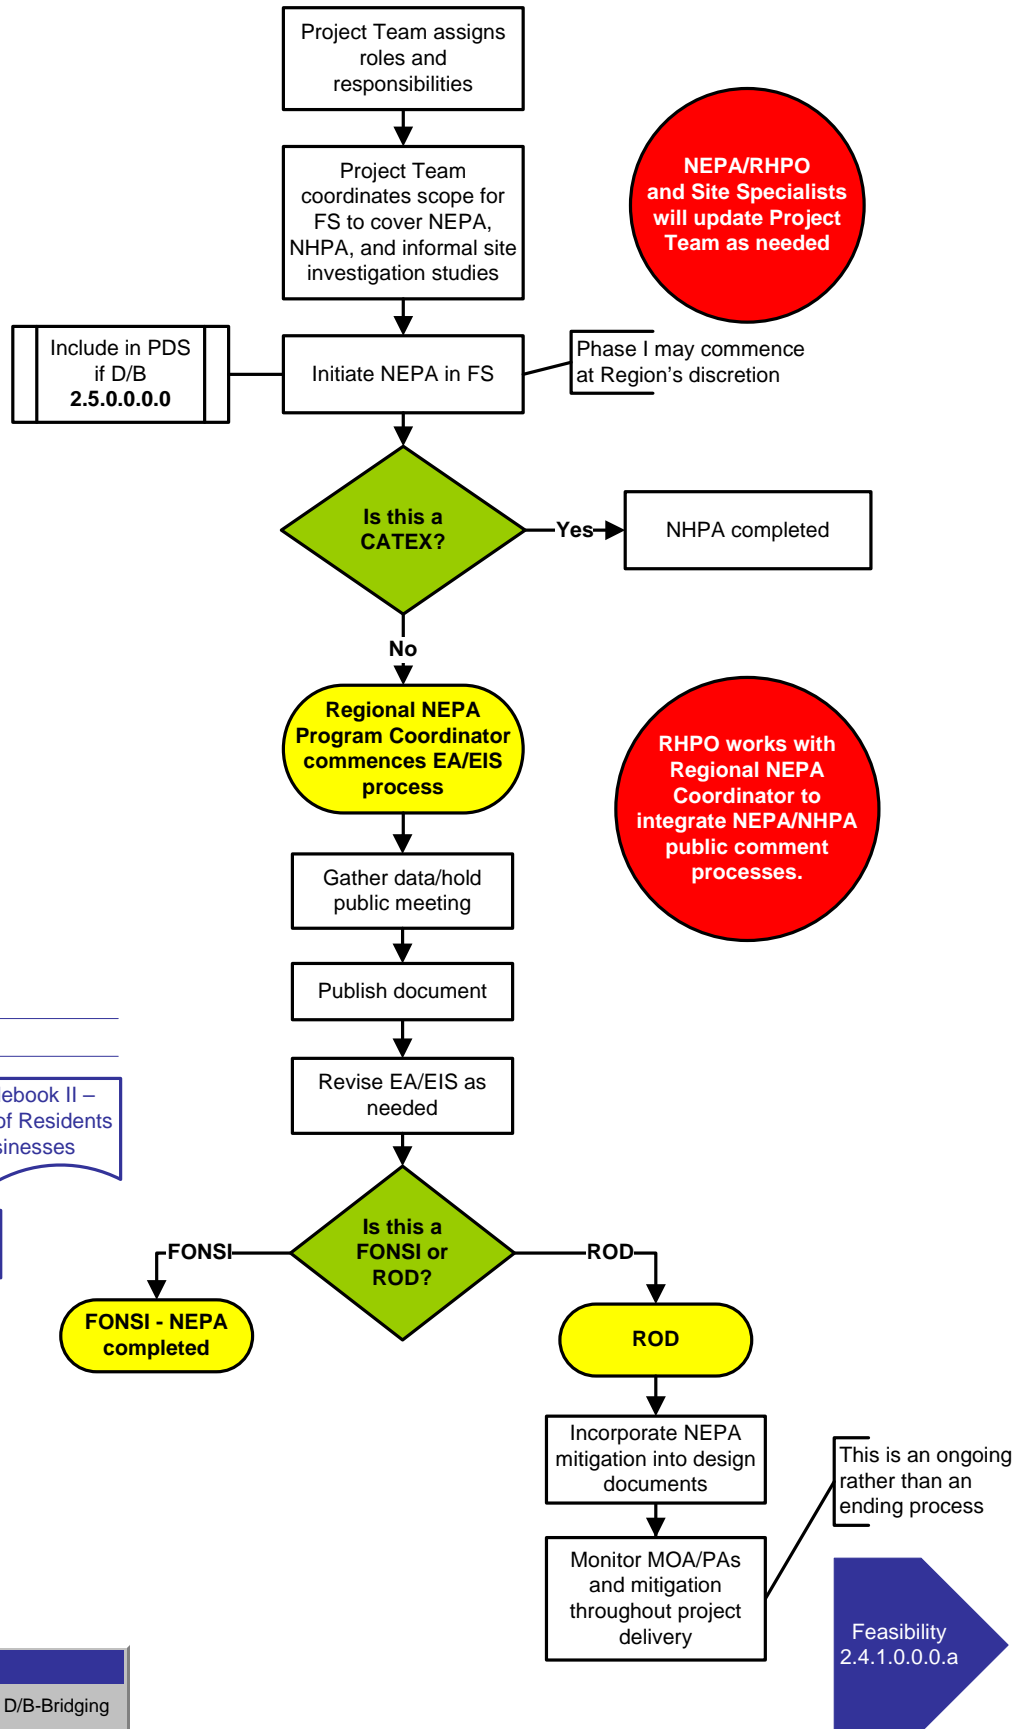 Project Team assigns
roles and
responsibilities
Project Team
coordinates scope for
FS to cover NEPA,
NHPA, and informal site
investigation studies
NEPA/RHPO
and Site Specialists
will update Project
Team as needed
Include in PDS
if D/B
2.5.0.0.0.0
Initiate NEPA in FS
Phase I may commence
at Region's discretion
Is this a
CATEX?
Yes
NHPA completed
No
Regional NEPA
Program Coordinator
commences EA/EIS
process
RHPO works with
Regional NEPA
Coordinator to
integrate NEPA/NHPA
public comment
processes.
Gather data/hold
public meeting
Publish document
Revise EA/EIS as
needed
ebook II –
of Residents
sinesses
Is this a
FONSI or
ROD?
FONSI
ROD
FONSI - NEPA
completed
ROD
Incorporate NEPA
mitigation into design
documents
This is an ongoing
rather than an
ending process
Monitor MOA/PAs
and mitigation
throughout project
delivery
Feasibility
2.4.1.0.0.0.a
D/B-Bridging